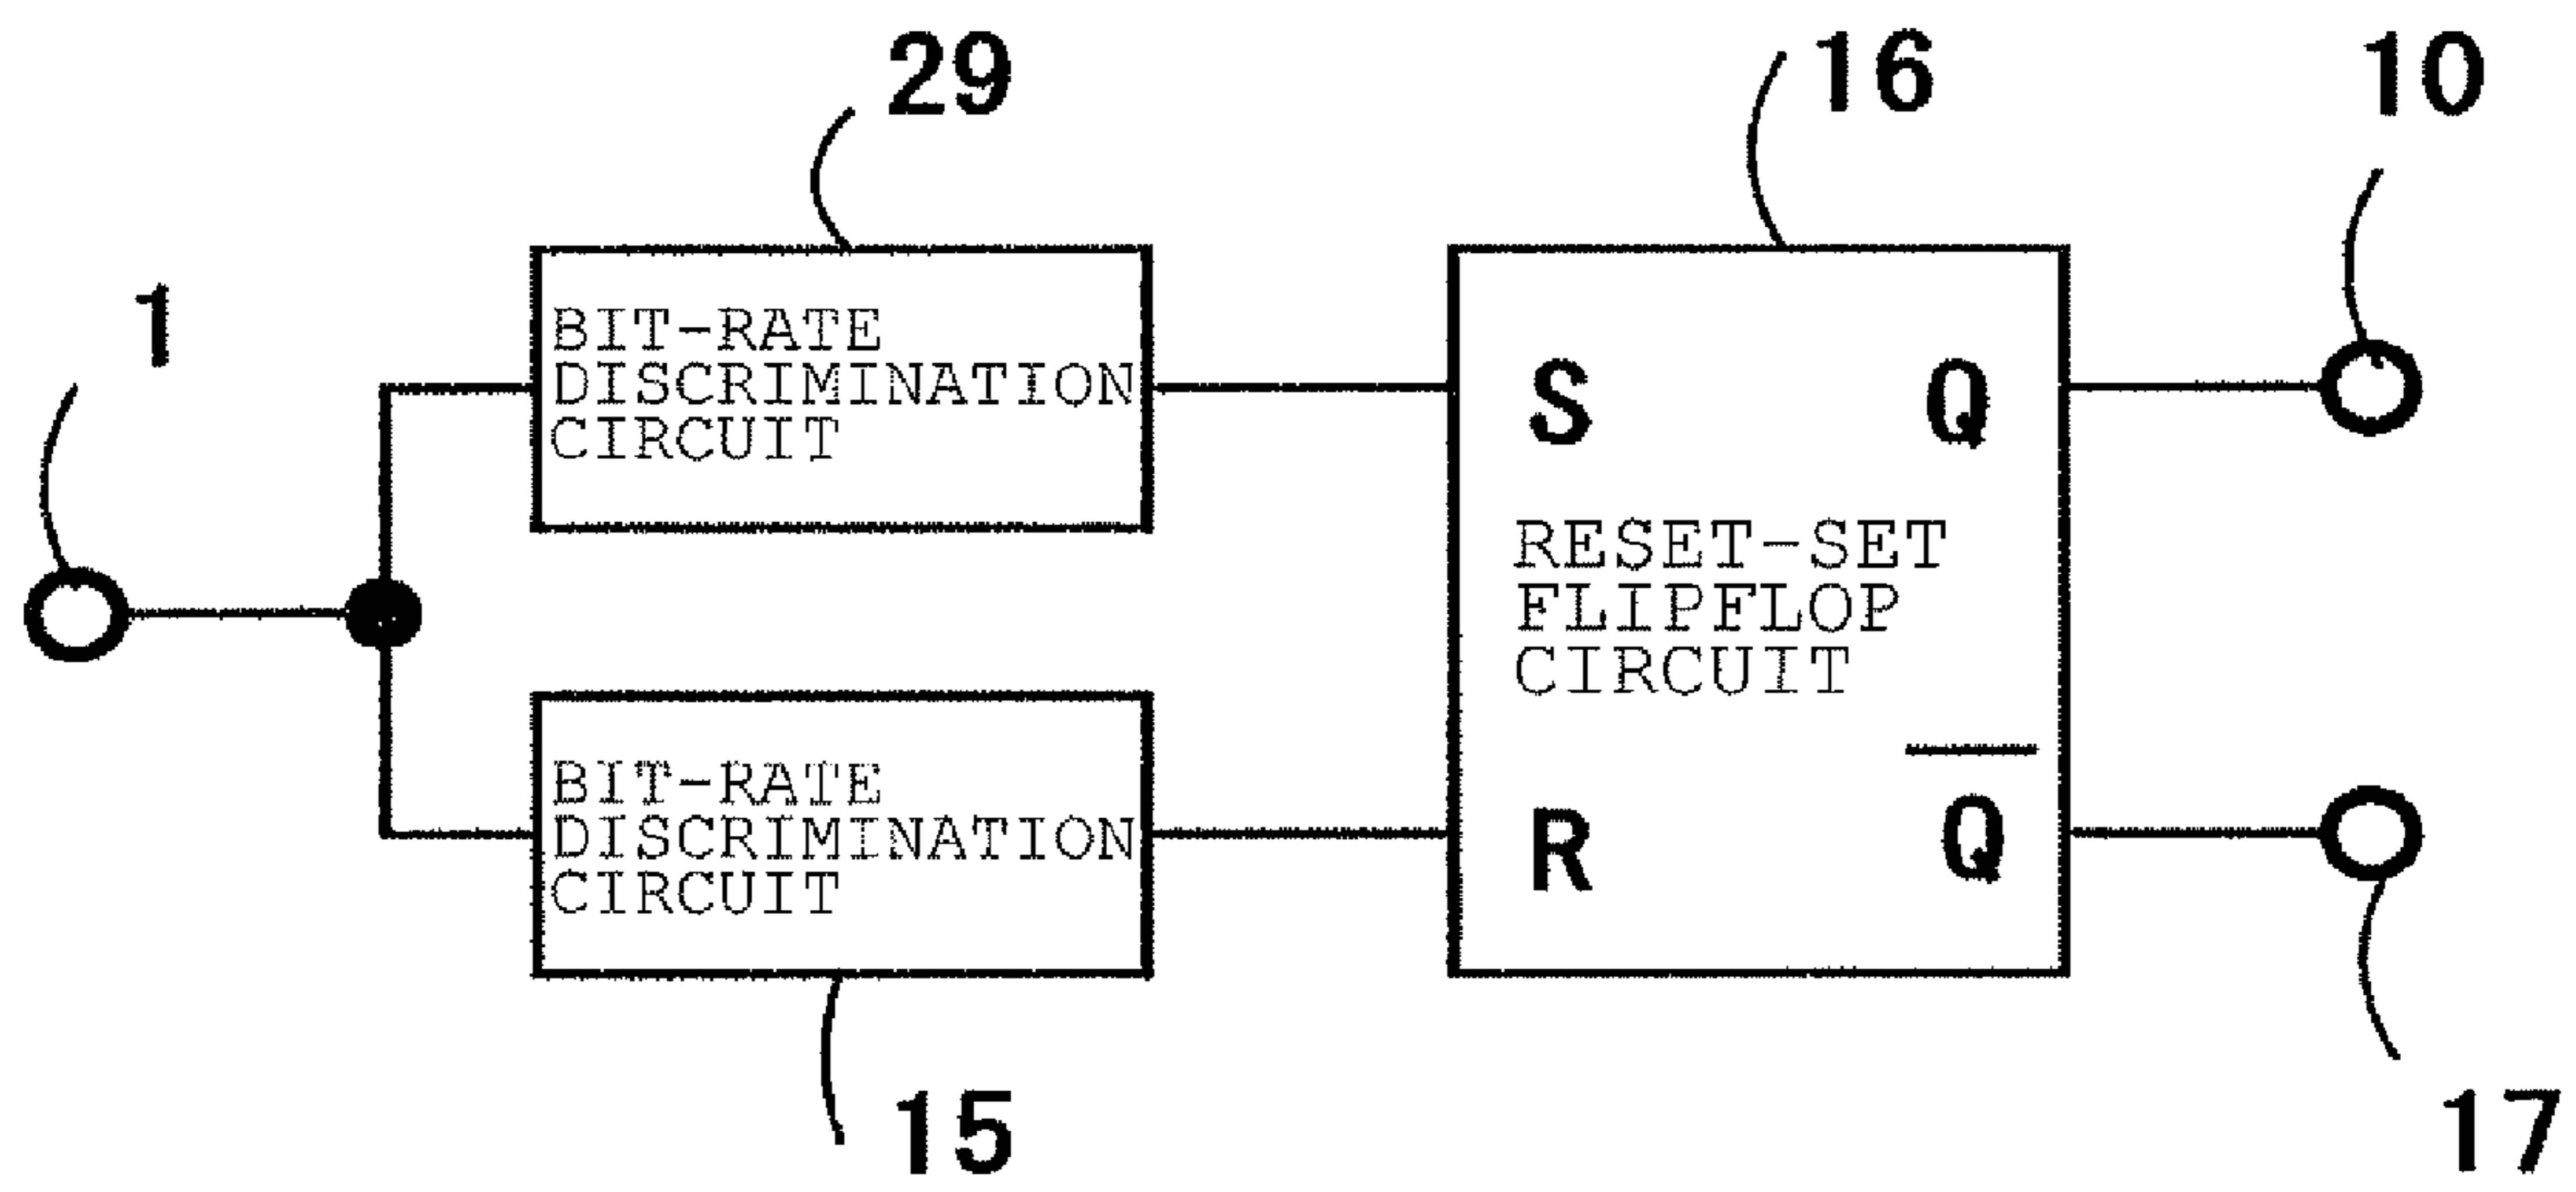 29
16
10
1
BIT-RATE
DISCRIMINATION
CIRCUIT
S
Q
RESET-SET
FLIPFLOP
CIRCUIT
BIT-RATE
DISCRIMINATION
CIRCUIT
R
Q̅
15
17